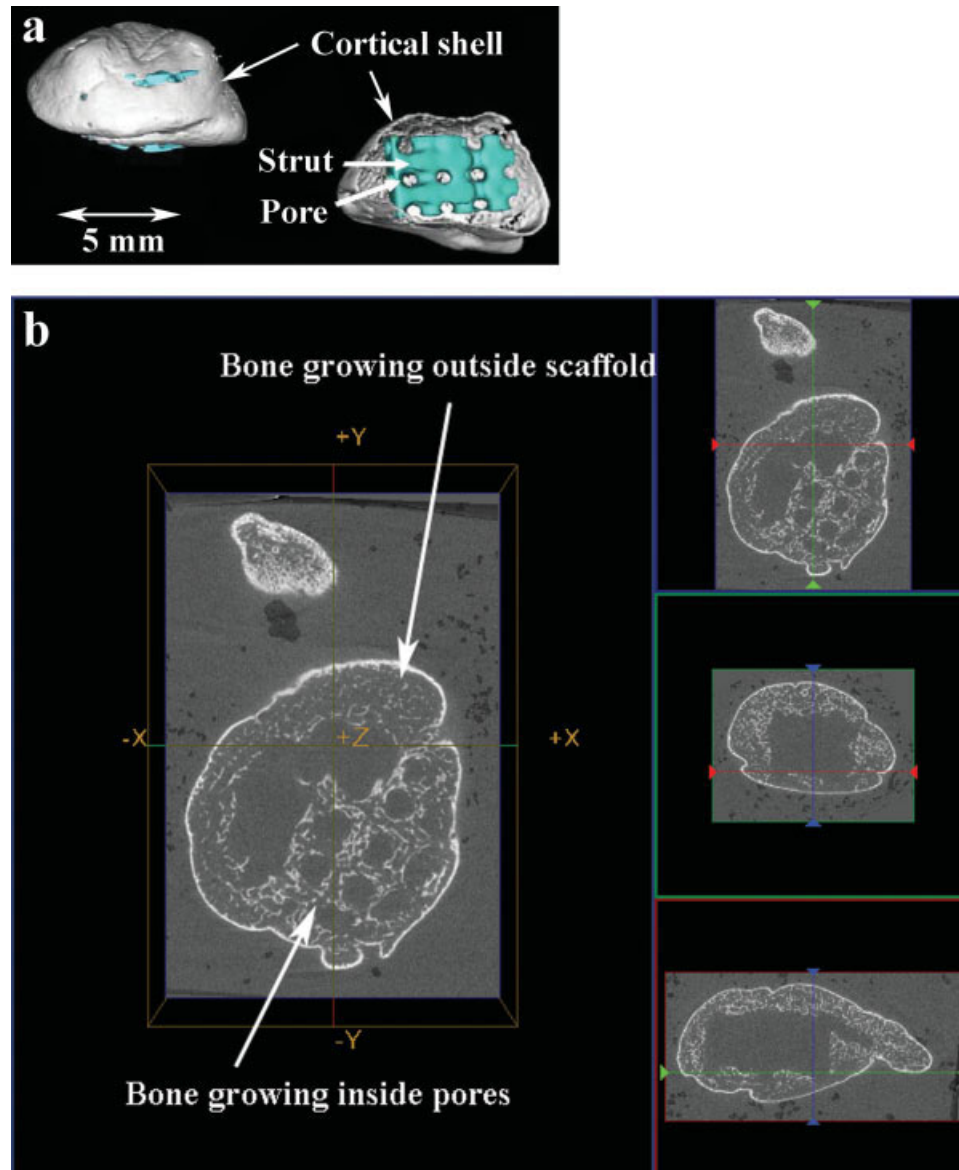 a
Cortical shell
Strut
Pore
5 mm
b
Bone growing outside scaffold
+Y
-X
+Z
+X
-Y
Bone growing inside pores